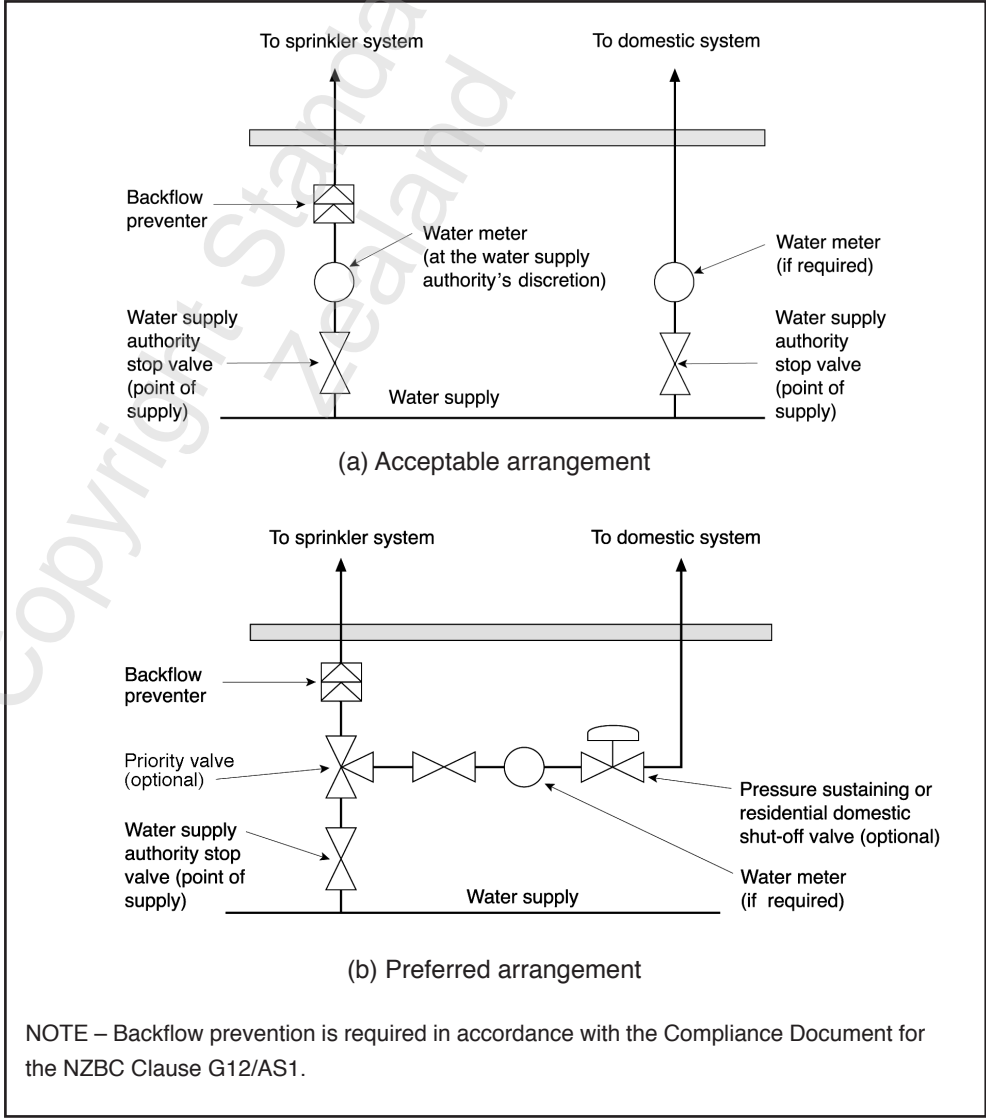 To sprinkler system
To domestic system
Backflow
preventer
Water meter
(at the water supply
authority's discretion)
Water meter
(if required)
Water supply
authority
stop valve
(point of
supply)
Water supply
authority
stop valve
(point of
supply)
Water supply
(a) Acceptable arrangement
To sprinkler system
To domestic system
Backflow
preventer
Priority valve
(optional)
Pressure sustaining or
residential domestic
shut-off valve (optional)
Water supply
authority stop
valve (point of
supply)
Water meter
(if required)
Water supply
(b) Preferred arrangement
NOTE – Backflow prevention is required in accordance with the Compliance Document for
the NZBC Clause G12/AS1.
Copyright Standa
Zealand